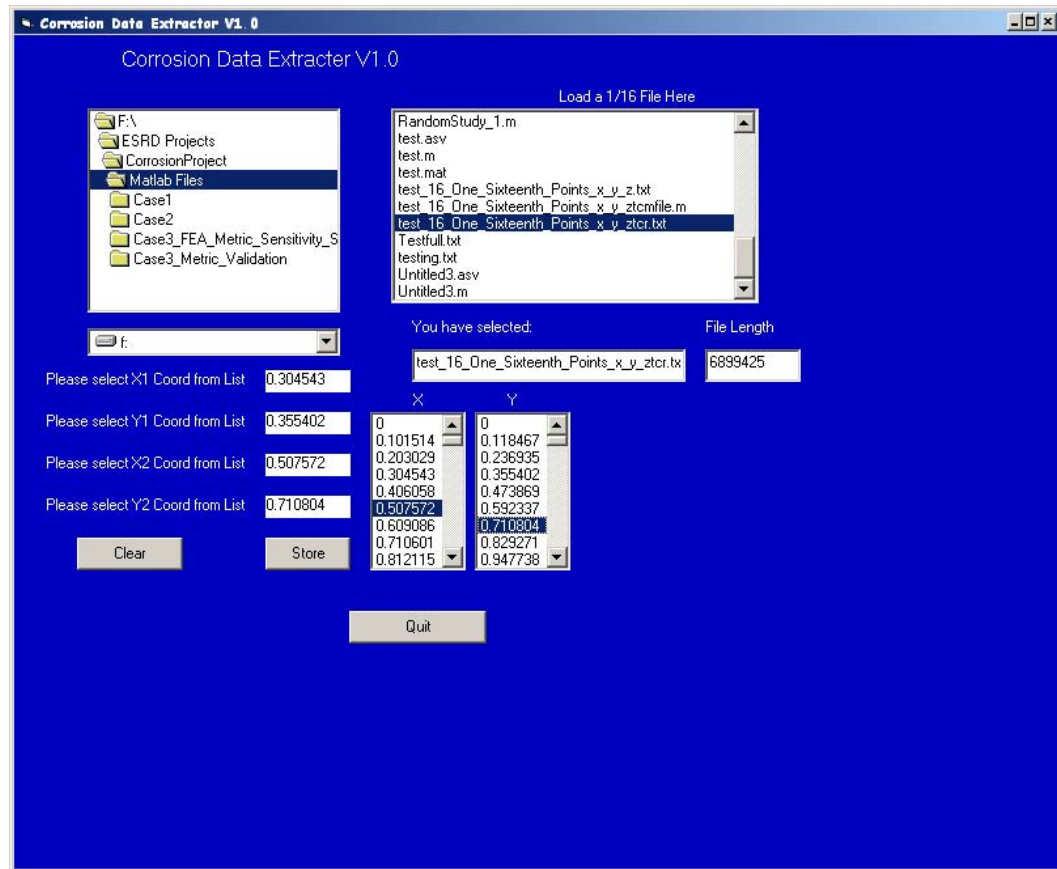 Corrosion Data Extractor V1.0
Corrosion Data Extracter V1.0
Load a 1/16 File Here
F:\
ESRD Projects
CorrosionProject
Matlab Files
Case1
Case2
Case3_FEA_Metric_Sensitivity_S
Case3_Metric_Validation
RandomStudy_1.m
test.asv
test.m
test.mat
test_16_One_Sixteenth_Points_x_y_z.txt
test_16_One_Sixteenth_Points_x_y_ztcmfile.m
test_16_One_Sixteenth_Points_x_y_ztcr.txt
Testfull.txt
testing.txt
Untitled3.asv
Untitled3.m
f:
You have selected:
File Length
test_16_One_Sixteenth_Points_x_y_ztcr.tx
6899425
Please select X1 Coord from List
0.304543
Please select Y1 Coord from List
0.355402
Please select X2 Coord from List
0.507572
Please select Y2 Coord from List
0.710804
Clear
Store
X
0
0.101514
0.203029
0.304543
0.406058
0.507572
0.609086
0.710601
0.812115
Y
0
0.118467
0.236935
0.355402
0.473869
0.592337
0.710804
0.829271
0.947738
Quit